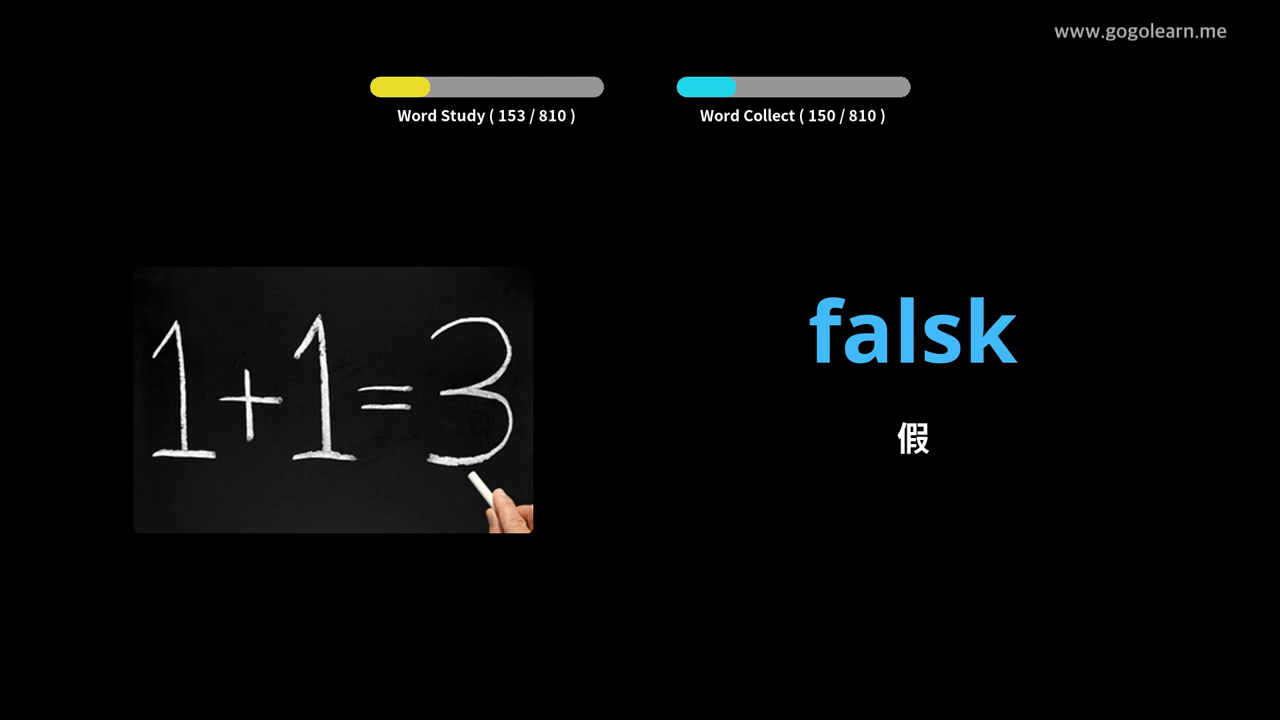 www.gogolearn.me
Word Study ( 153 / 810 )
Word Collect ( 150 / 810 )
1+1=3
falsk
假